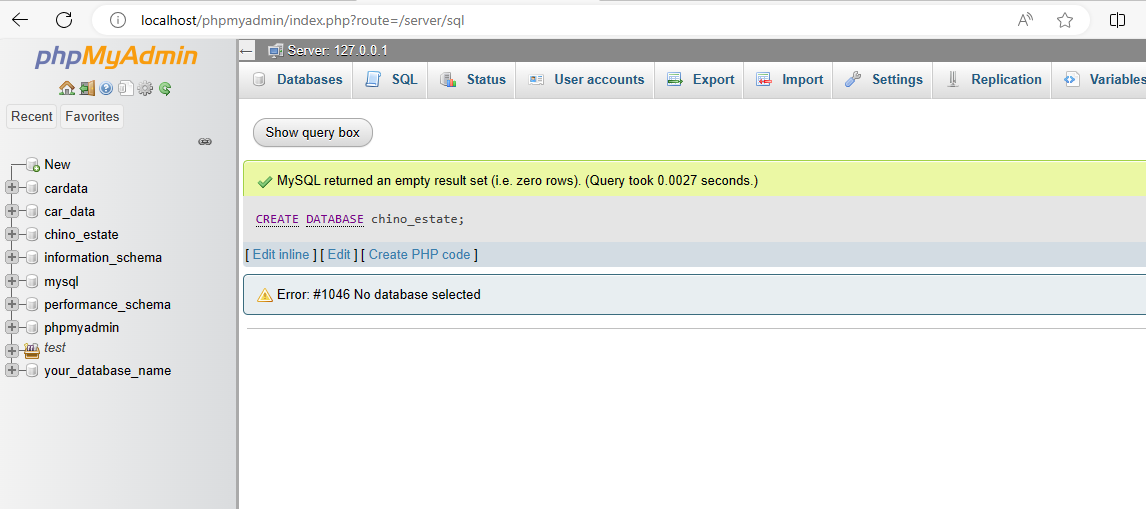 localhost/phpmyadmin/index.php?route=/server/sql
phpMyAdmin
Server: 127.0.0.1
Databases SQL Status User accounts Export Import Settings Replication Variables
Recent Favorites
New
cardata
car_data
chino_estate
information_schema
mysql
performance_schema
phpmyadmin
test
your_database_name
Show query box
MySQL returned an empty result set (i.e. zero rows). (Query took 0.0027 seconds.)
CREATE DATABASE chino_estate;
[ Edit inline ] [ Edit ] [ Create PHP code ]
Error: #1046 No database selected